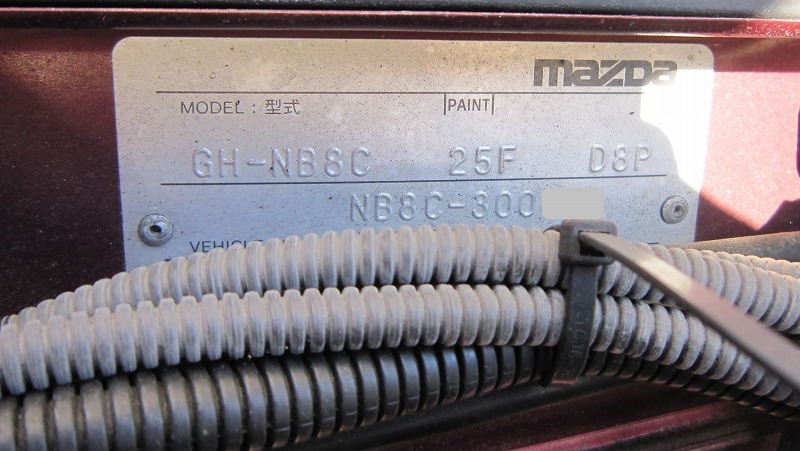 mazda
MODEL : 型式 PAINT
GH-NB8C 25F D8P
NB8C-300